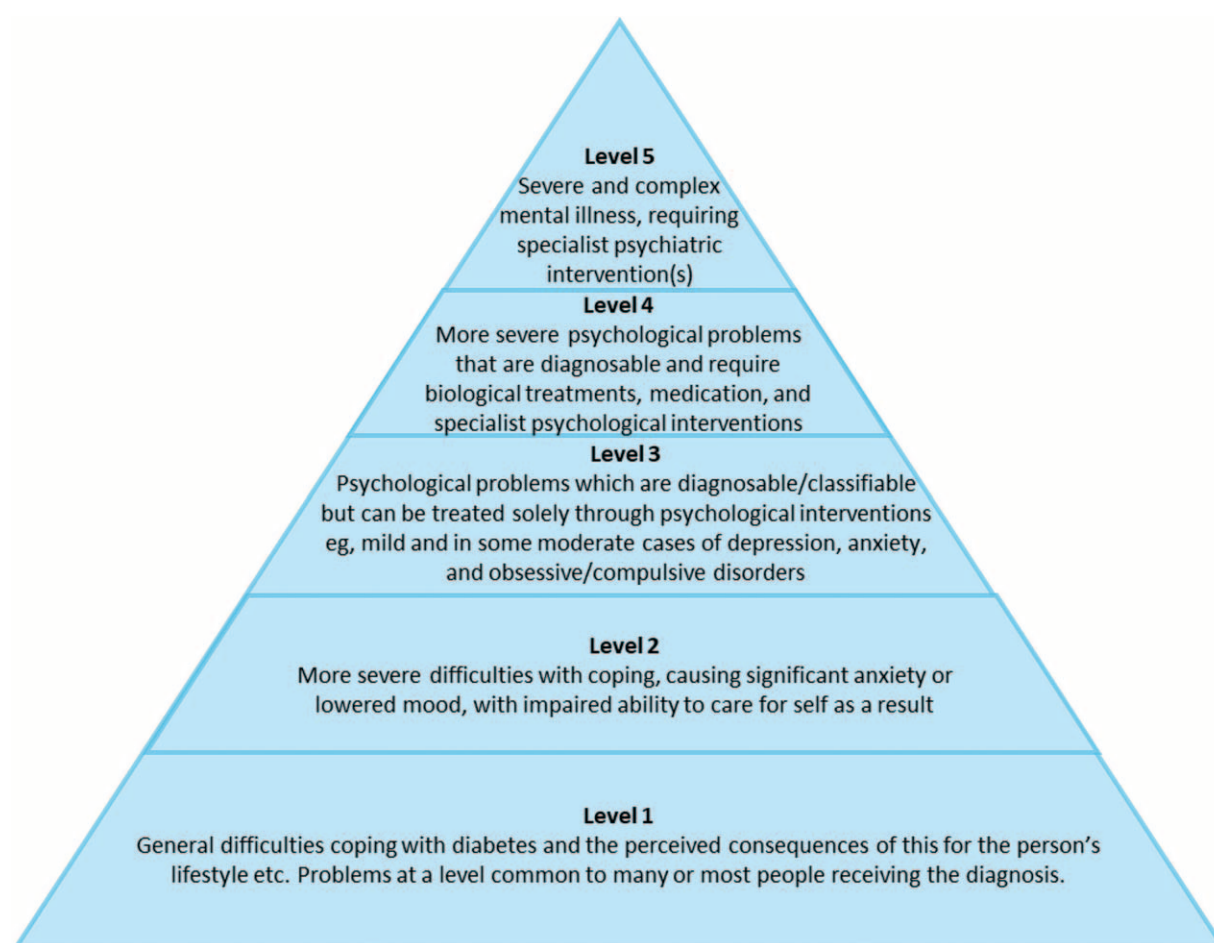 Level 5
Severe and complex
mental illness, requiring
specialist psychiatric
intervention(s)
Level 4
More severe psychological problems
that are diagnosable and require
biological treatments, medication, and
specialist psychological interventions
Level 3
Psychological problems which are diagnosable/classifiable
but can be treated solely through psychological interventions
eg, mild and in some moderate cases of depression, anxiety,
and obsessive/compulsive disorders
Level 2
More severe difficulties with coping, causing significant anxiety or
lowered mood, with impaired ability to care for self as a result
Level 1
General difficulties coping with diabetes and the perceived consequences of this for the person's
lifestyle etc. Problems at a level common to many or most people receiving the diagnosis.